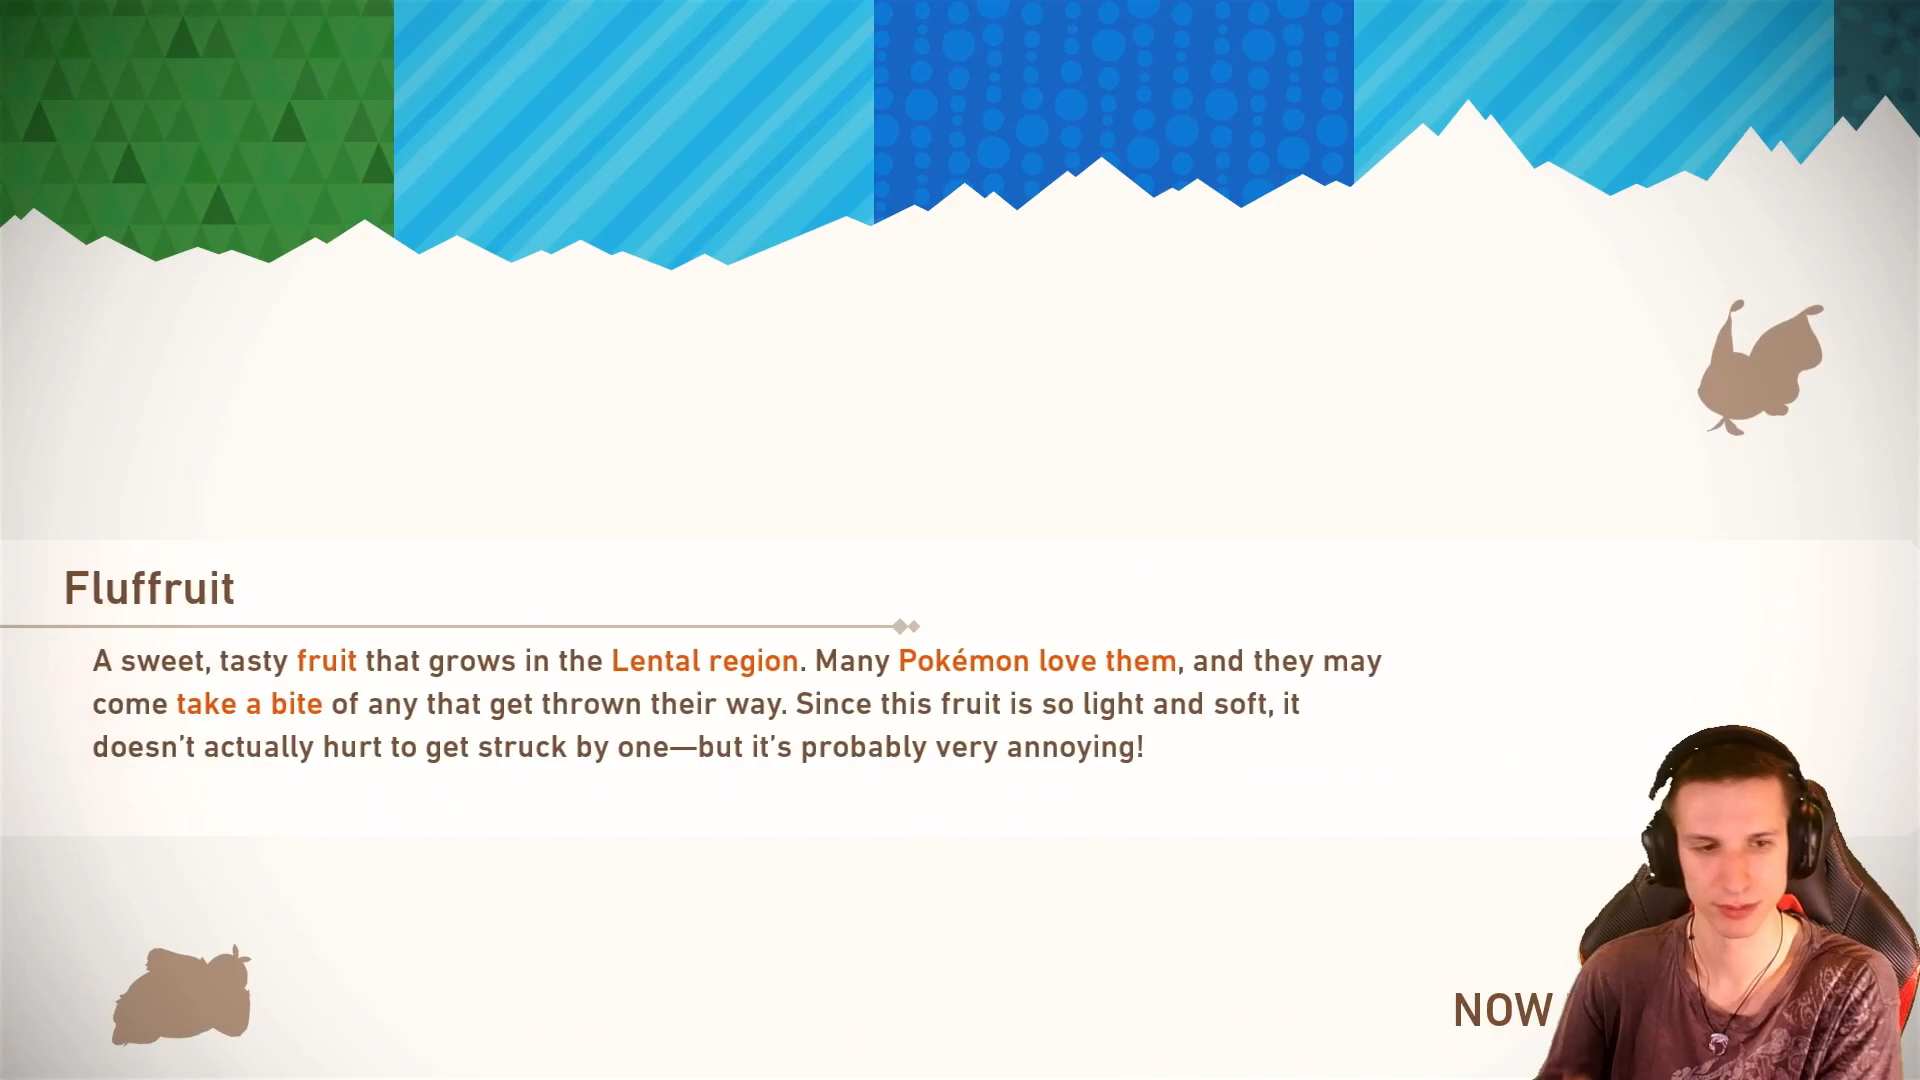 Fluffruit
A sweet, tasty fruit that grows in the Lental region. Many Pokémon love them, and they may
come take a bite of any that get thrown their way. Since this fruit is so light and soft, it
doesn’t actually hurt to get struck by one—but it’s probably very annoying!
NOW